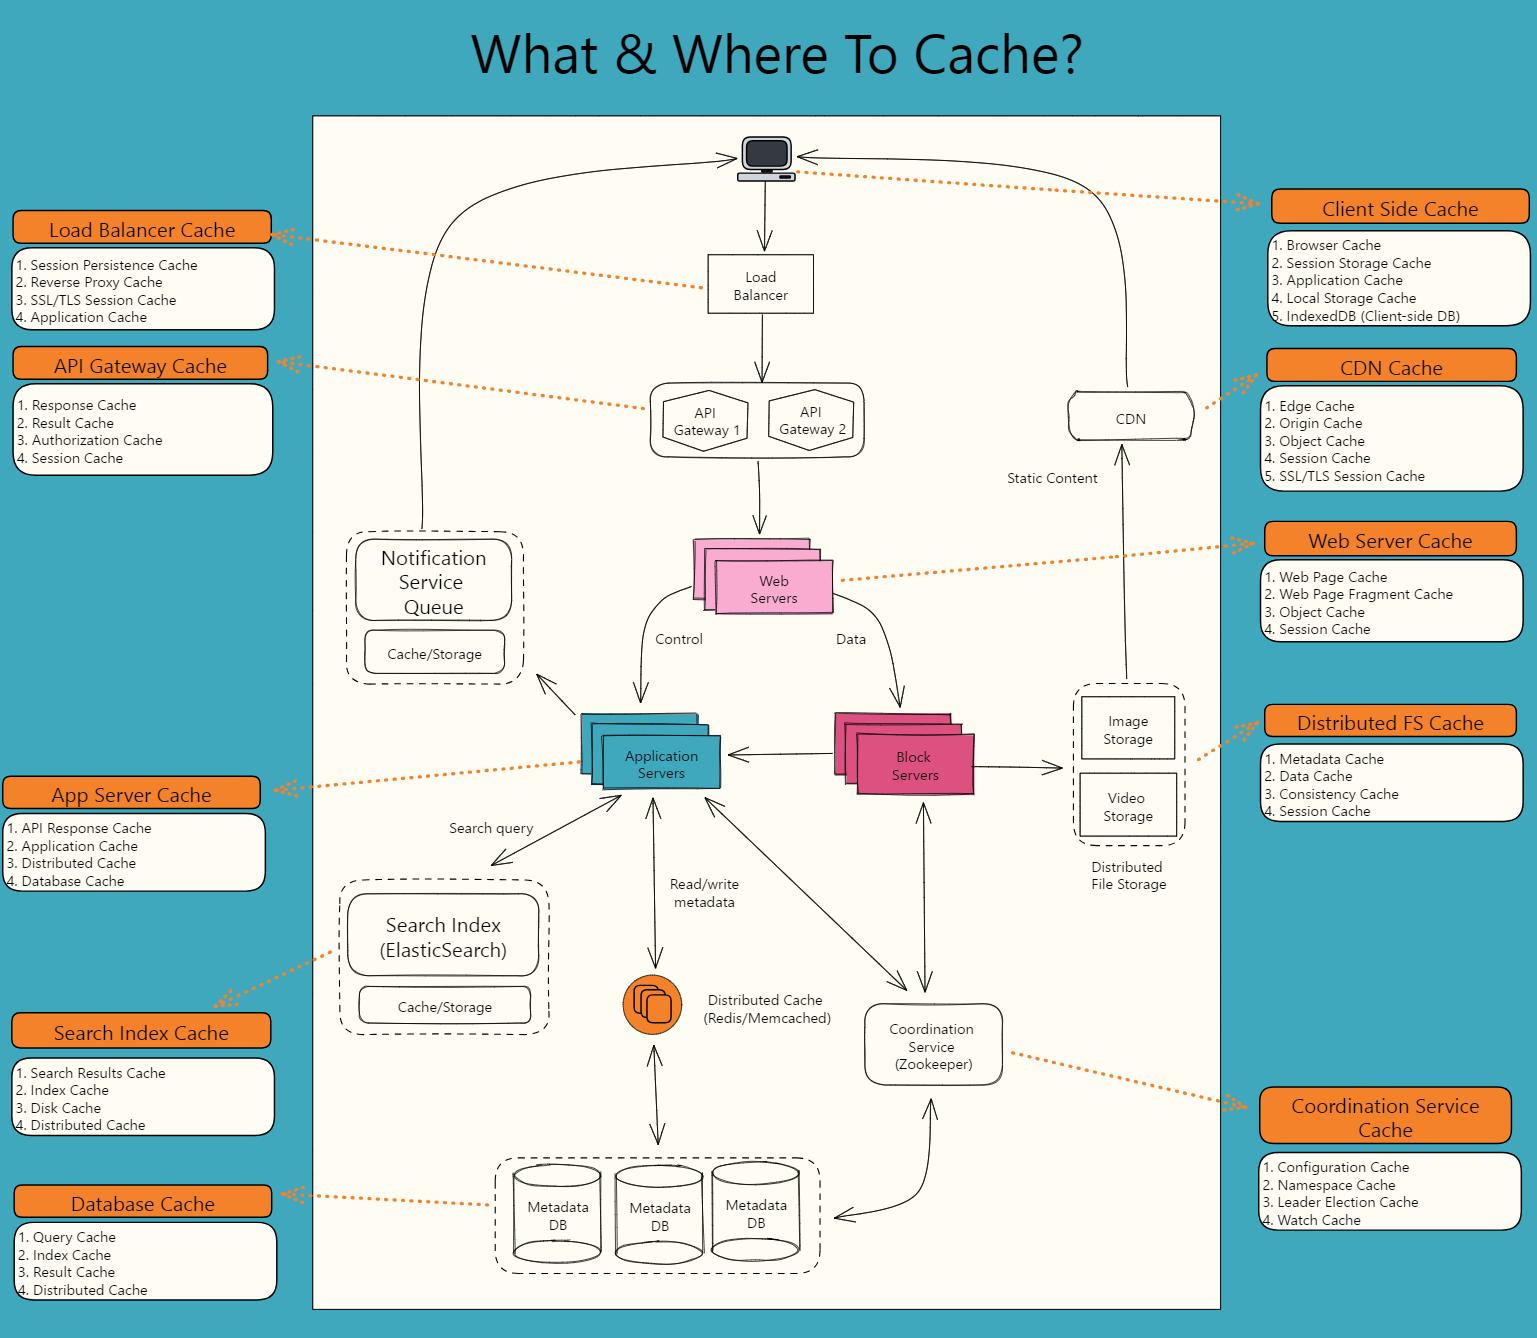 What & Where To Cache?
Load Balancer Cache
1. Session Persistence Cache
2. Reverse Proxy Cache
3. SSL/TLS Session Cache
4. Application Cache
API Gateway Cache
1. Response Cache
2. Result Cache
3. Authorization Cache
4. Session Cache
App Server Cache
1. API Response Cache
2. Application Cache
3. Distributed Cache
4. Database Cache
Search Index Cache
1. Search Results Cache
2. Index Cache
3. Disk Cache
4. Distributed Cache
Database Cache
1. Query Cache
2. Index Cache
3. Result Cache
4. Distributed Cache
Load
Balancer
API
Gateway 1
API
Gateway 2
CDN
Static Content
Notification
Service
Queue
Cache/Storage
Web
Servers
Control
Data
Application
Servers
Block
Servers
Image
Storage
Video
Storage
Distributed
File Storage
Search query
Read/write
metadata
Search Index
(ElasticSearch)
Cache/Storage
Distributed Cache
(Redis/Memcached)
Coordination
Service
(Zookeeper)
Metadada
DB
Metadada
DB
Metadada
DB
Client Side Cache
1. Browser Cache
2. Session Storage Cache
3. Application Cache
4. Local Storage Cache
5. IndexedDB (Client-side DB)
CDN Cache
1. Edge Cache
2. Origin Cache
3. Object Cache
4. Session Cache
5. SSL/TLS Session Cache
Web Server Cache
1. Web Page Cache
2. Web Page Fragment Cache
3. Object Cache
4. Session Cache
Distributed FS Cache
1. Metadata Cache
2. Data Cache
3. Consistency Cache
4. Session Cache
Coordination Service
Cache
1. Configuration Cache
2. Namespace Cache
3. Leader Election Cache
4. Watch Cache